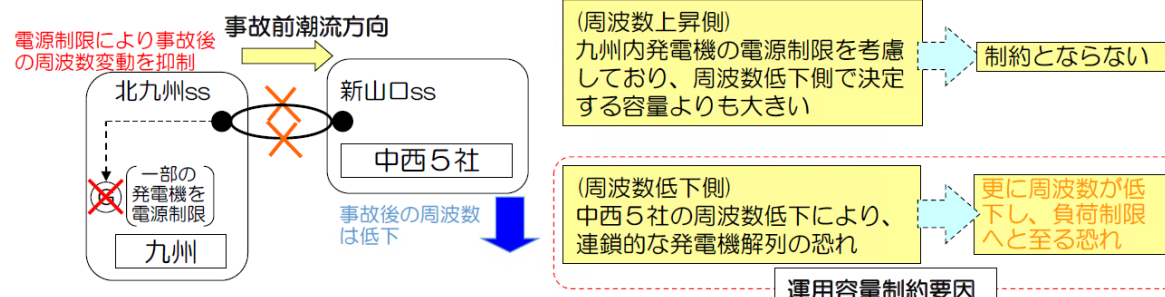 電源制限により事故後
の周波数変動を抑制
事故前潮流方向
北九州ss
新山口ss
中西5社
一部の
発電機を
電源制限
G
九州
事故後の周波数
は低下
(周波数上昇側)
九州内発電機の電源制限を考慮
しており、周波数低下側で決定
する容量よりも大きい
制約とならない
(周波数低下側)
中西5社の周波数低下により、
連鎖的な発電機解列の恐れ
更に周波数が低
下し、負荷制限
へと至る恐れ
運用容量制約要因